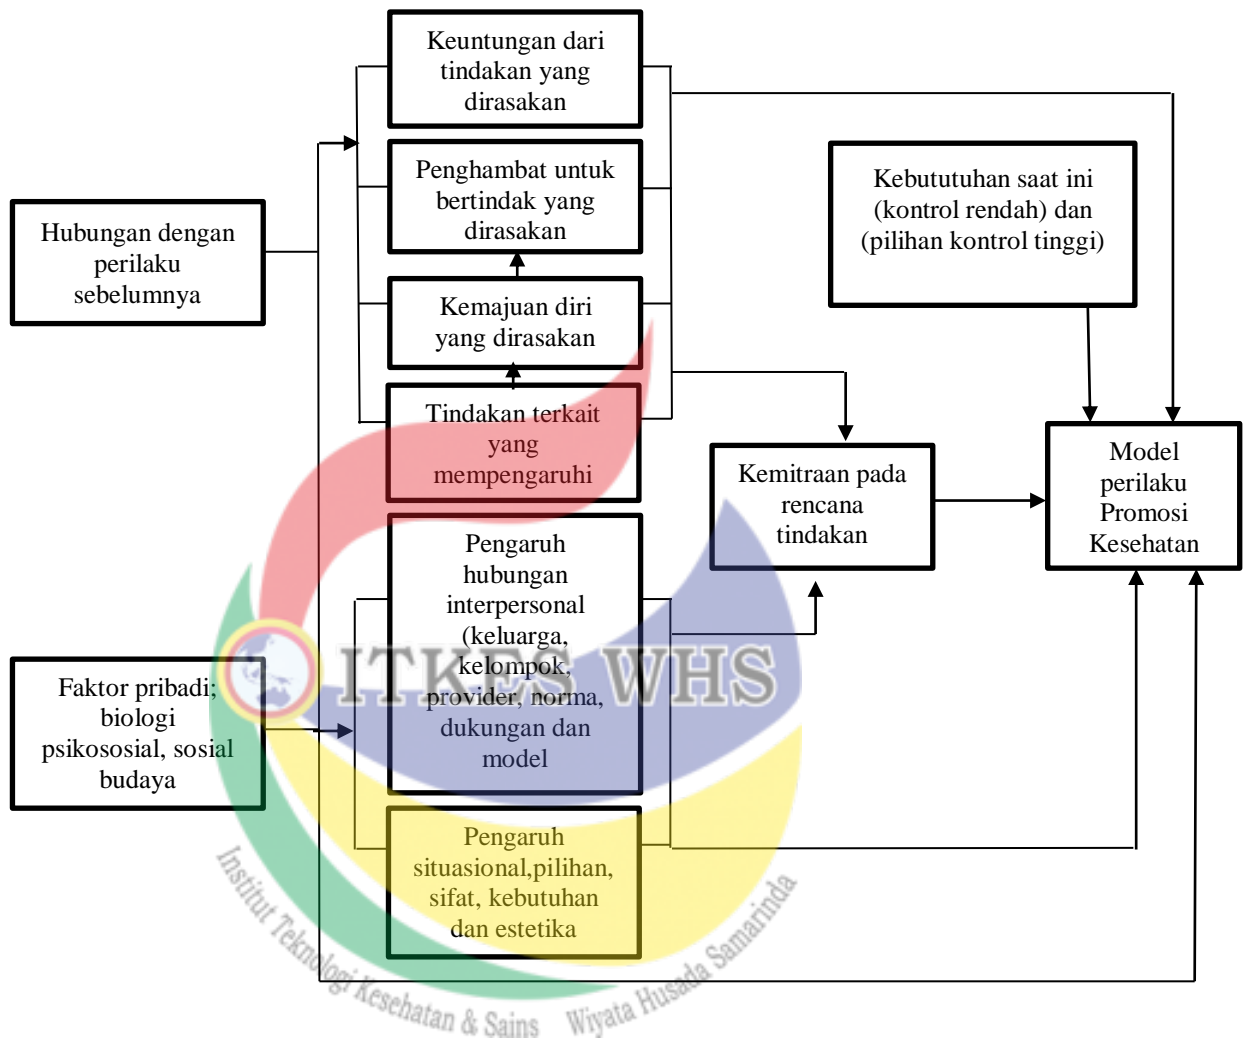 Keuntungan dari
tindakan yang
dirasakan
Penghambat untuk
bertindak yang
dirasakan
Kebututuhan saat ini
(kontrol rendah) dan
(pilihan kontrol tinggi)
Hubungan dengan
perilaku
sebelumnya
Kemajuan diri
yang dirasakan
Tindakan terkait
yang
mempengaruhi
Kemitraan pada
rencana
tindakan
Model
perilaku
Promosi
Kesehatan
Pengaruh
hubungan
interpersonal
(keluarga,
kelompok,
provider, norma,
dukungan dan
model
ITKES WHS
Faktor pribadi;
biologi
psikososial, sosial
budaya
Pengaruh
situasional,pilihan,
sifat, kebutuhan
dan estetika
Institut Teknologi Kesehatan & Sains Wiyata Husada Samarinda